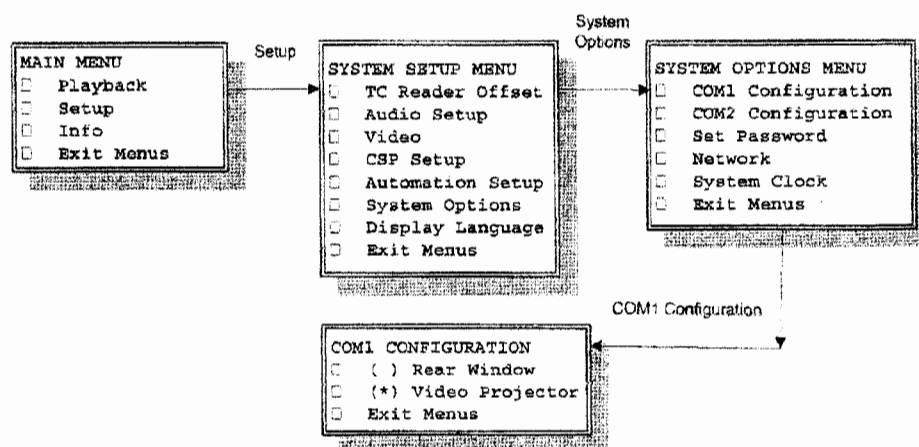 MAIN MENU
□ Playback
□ Setup
□ Info
□ Exit Menus
Setup
SYSTEM SETUP MENU
□ TC Reader Offset
□ Audio Setup
□ Video
□ CSP Setup
□ Automation Setup
□ System Options
□ Display Language
□ Exit Menus
System
Options
SYSTEM OPTIONS MENU
□ COM1 Configuration
□ COM2 Configuration
□ Set Password
□ Network
□ System Clock
□ Exit Menus
COM1 Configuration
COM1 CONFIGURATION
□ ( ) Rear Window
□ (*) Video Projector
□ Exit Menus